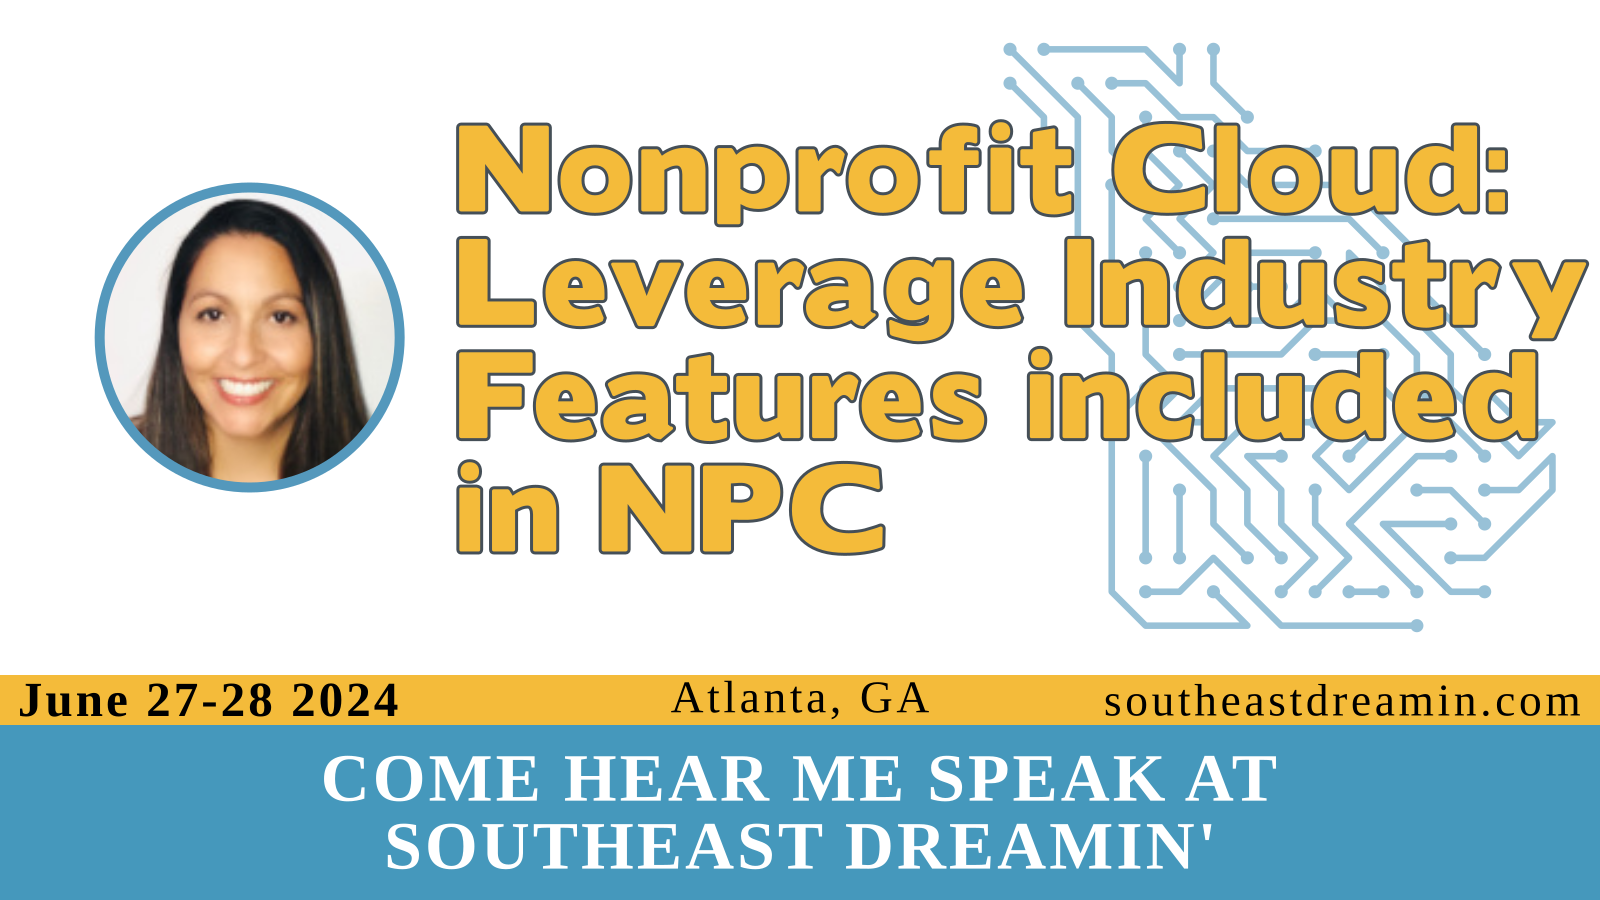 Nonprofit Cloud:
Leverage Industry
Features included
in NPC
June 27-28 2024
Atlanta, GA
southeastdreamin.com
COME HEAR ME SPEAK AT
SOUTHEAST DREAMIN'